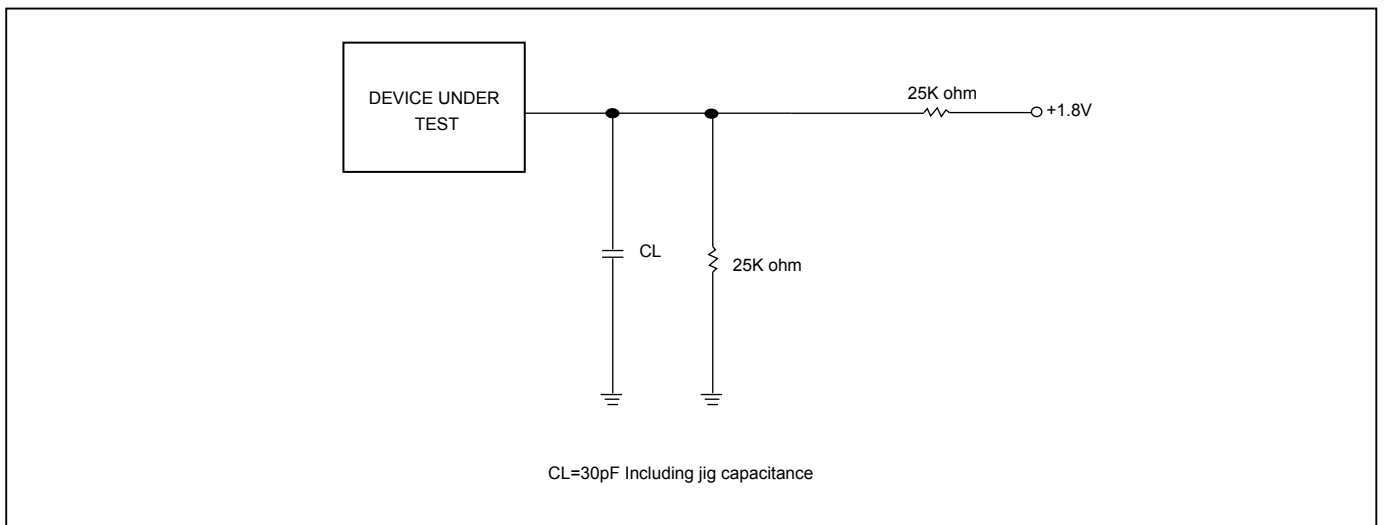 DEVICE UNDER
TEST
25K ohm
+1.8V
CL
25K ohm
CL=30pF Including jig capacitance